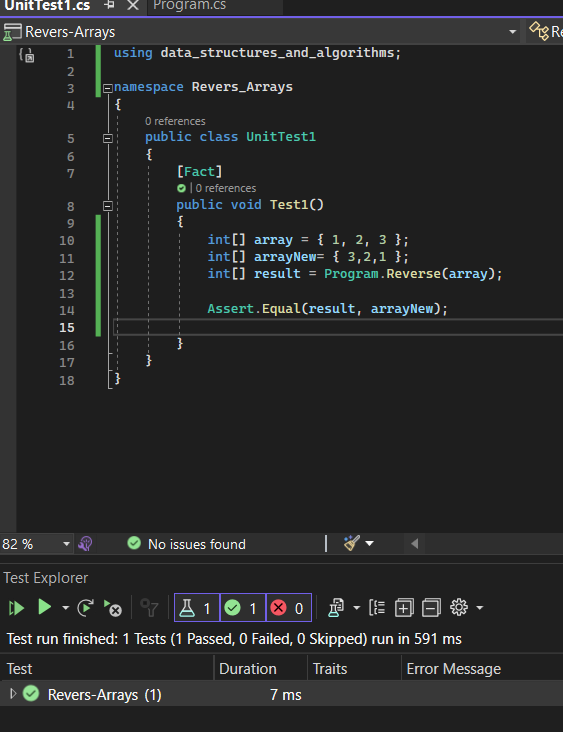 UnitTest1.cs
Program.cs
Revers-Arrays
Re
1 using data_structures_and_algorithms;
2
3 namespace Revers_Arrays
4 {
0 references
5 public class UnitTest1
6 {
7 [Fact]
| 0 references
8 public void Test1()
9 {
10 int[] array = { 1, 2, 3 };
11 int[] arrayNew= { 3,2,1 };
12 int[] result = Program.Reverse(array);
13
14 Assert.Equal(result, arrayNew);
15
16 }
17 }
18 }
82 % No issues found
Test Explorer
1 1 0
Test run finished: 1 Tests (1 Passed, 0 Failed, 0 Skipped) run in 591 ms
Test Duration Traits Error Message
Revers-Arrays (1) 7 ms